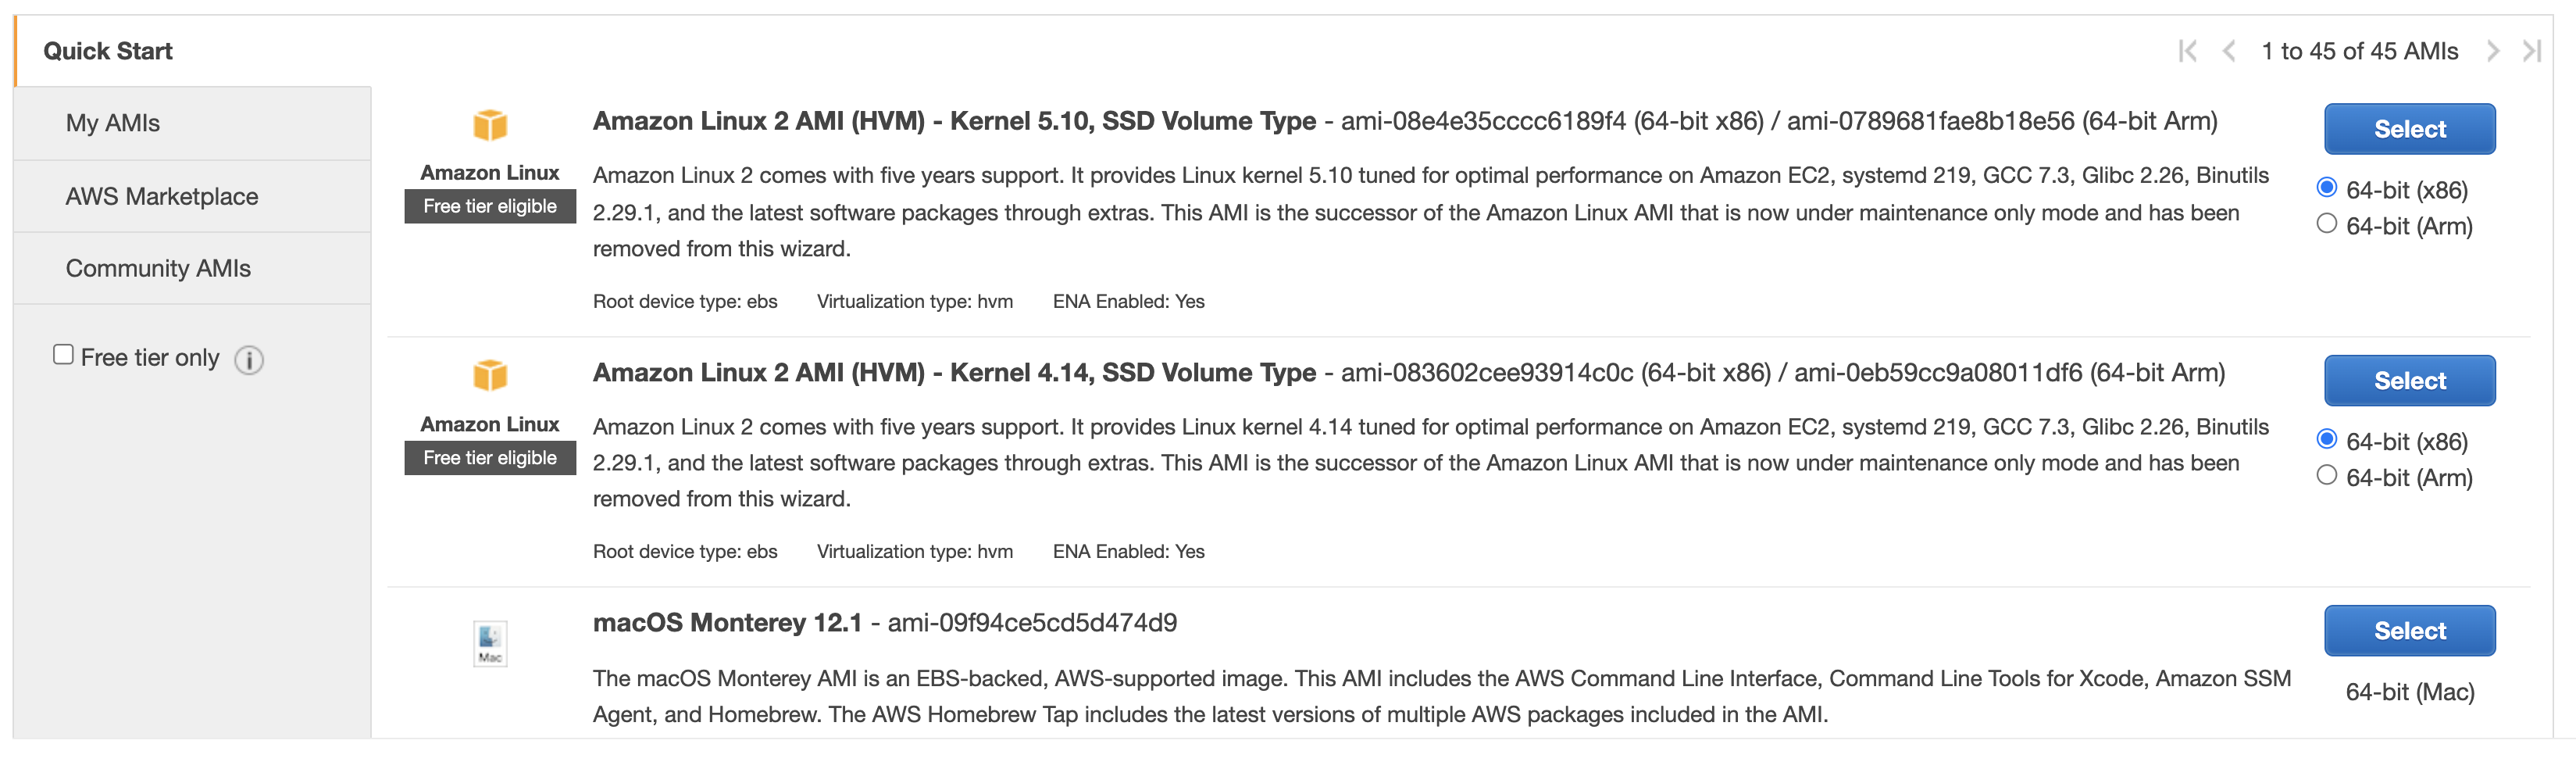 Quick Start
1 to 45 of 45 AMIs
My AMIs
AWS Marketplace
Community AMIs
Free tier only
Amazon Linux
Free tier eligible
Amazon Linux 2 AMI (HVM) - Kernel 5.10, SSD Volume Type - ami-08e4e35cccc6189f4 (64-bit x86) / ami-0789681fae8b18e56 (64-bit Arm)
Amazon Linux 2 comes with five years support. It provides Linux kernel 5.10 tuned for optimal performance on Amazon EC2, systemd 219, GCC 7.3, Glibc 2.26, Binutils
2.29.1, and the latest software packages through extras. This AMI is the successor of the Amazon Linux AMI that is now under maintenance only mode and has been
removed from this wizard.
Root device type: ebs Virtualization type: hvm ENA Enabled: Yes
Select
64-bit (x86)
64-bit (Arm)
Amazon Linux
Free tier eligible
Amazon Linux 2 AMI (HVM) - Kernel 4.14, SSD Volume Type - ami-083602cee93914c0c (64-bit x86) / ami-0eb59cc9a08011df6 (64-bit Arm)
Amazon Linux 2 comes with five years support. It provides Linux kernel 4.14 tuned for optimal performance on Amazon EC2, systemd 219, GCC 7.3, Glibc 2.26, Binutils
2.29.1, and the latest software packages through extras. This AMI is the successor of the Amazon Linux AMI that is now under maintenance only mode and has been
removed from this wizard.
Root device type: ebs Virtualization type: hvm ENA Enabled: Yes
Select
64-bit (x86)
64-bit (Arm)
Mac
macOS Monterey 12.1 - ami-09f94ce5cd5d474d9
The macOS Monterey AMI is an EBS-backed, AWS-supported image. This AMI includes the AWS Command Line Interface, Command Line Tools for Xcode, Amazon SSM
Agent, and Homebrew. The AWS Homebrew Tap includes the latest versions of multiple AWS packages included in the AMI.
Select
64-bit (Mac)